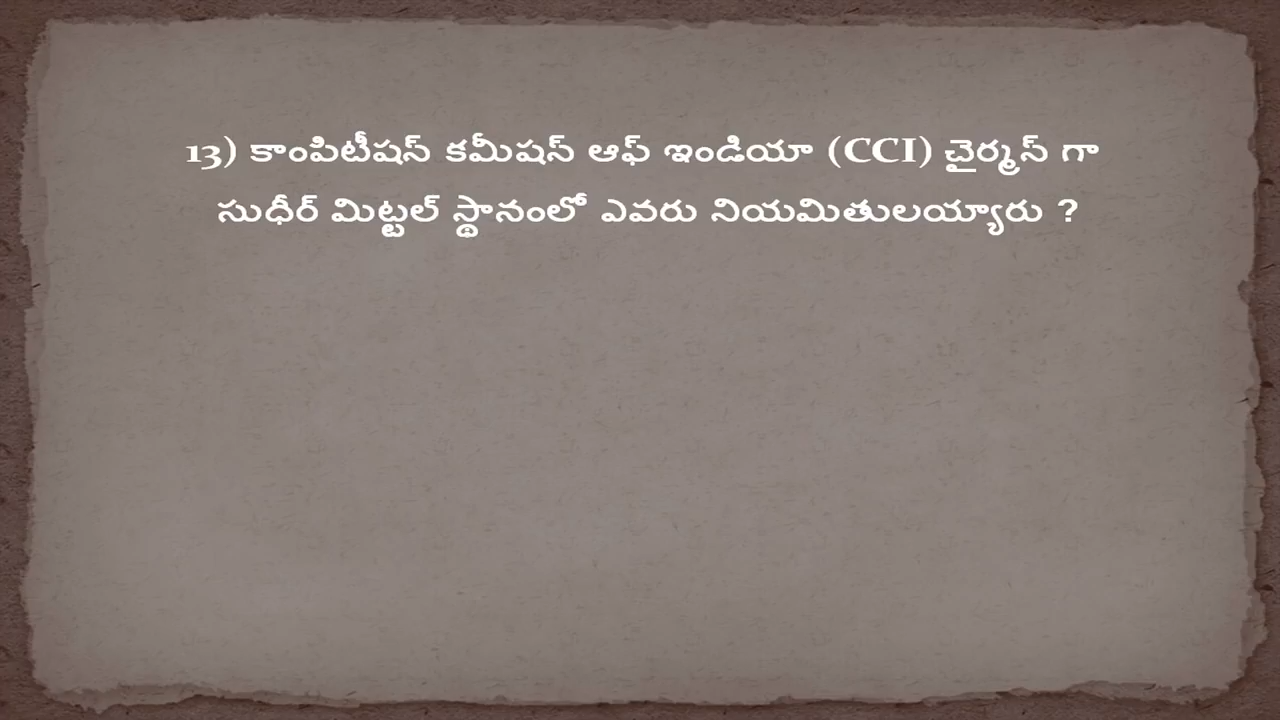 13) కాంపిటీషన్ కమీషన్ ఆఫ్ ఇండియా (CCI) చైర్మన్ గా
సుధీర్ మిట్టల్ స్థానంలో ఎవరు నియమితులయ్యారు ?